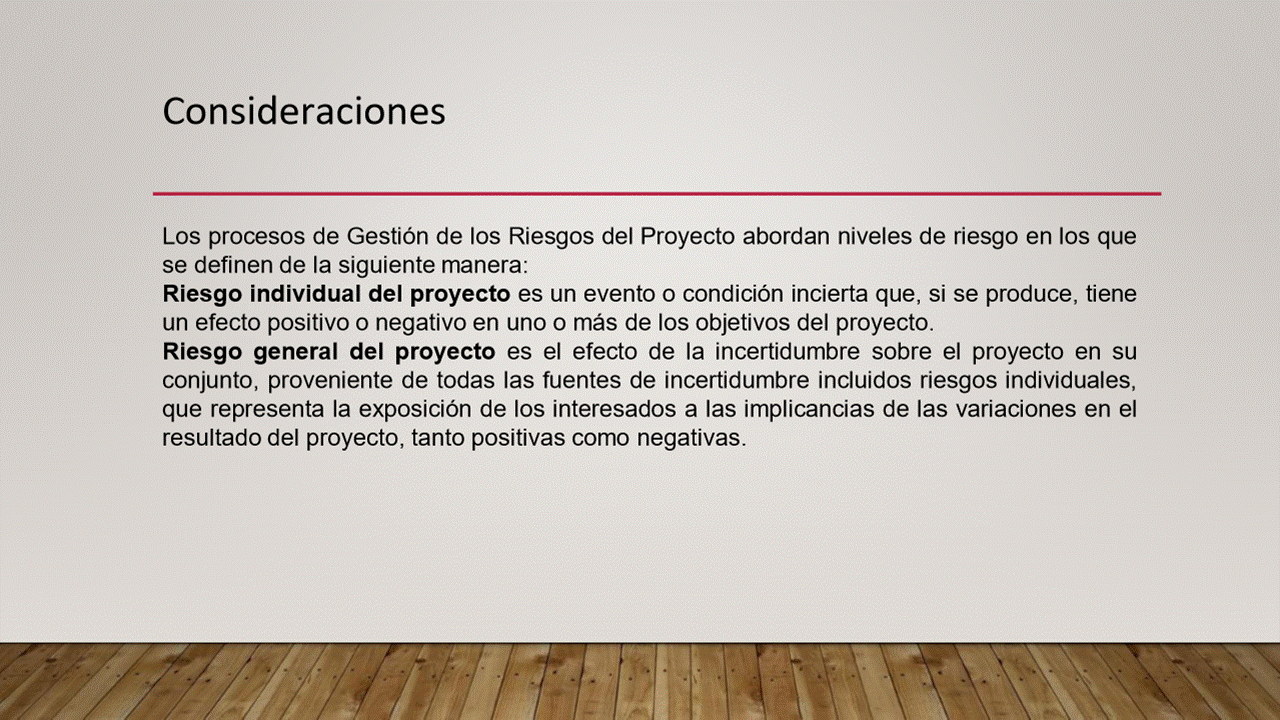 Consideraciones
Los procesos de Gestión de los Riesgos del Proyecto abordan niveles de riesgo en los que
se definen de la siguiente manera:
Riesgo individual del proyecto es un evento o condición incierta que, si se produce, tiene
un efecto positivo o negativo en uno o más de los objetivos del proyecto.
Riesgo general del proyecto es el efecto de la incertidumbre sobre el proyecto en su
conjunto, proveniente de todas las fuentes de incertidumbre incluidos riesgos individuales,
que representa la exposición de los interesados a las implicancias de las variaciones en el
resultado del proyecto, tanto positivas como negativas.